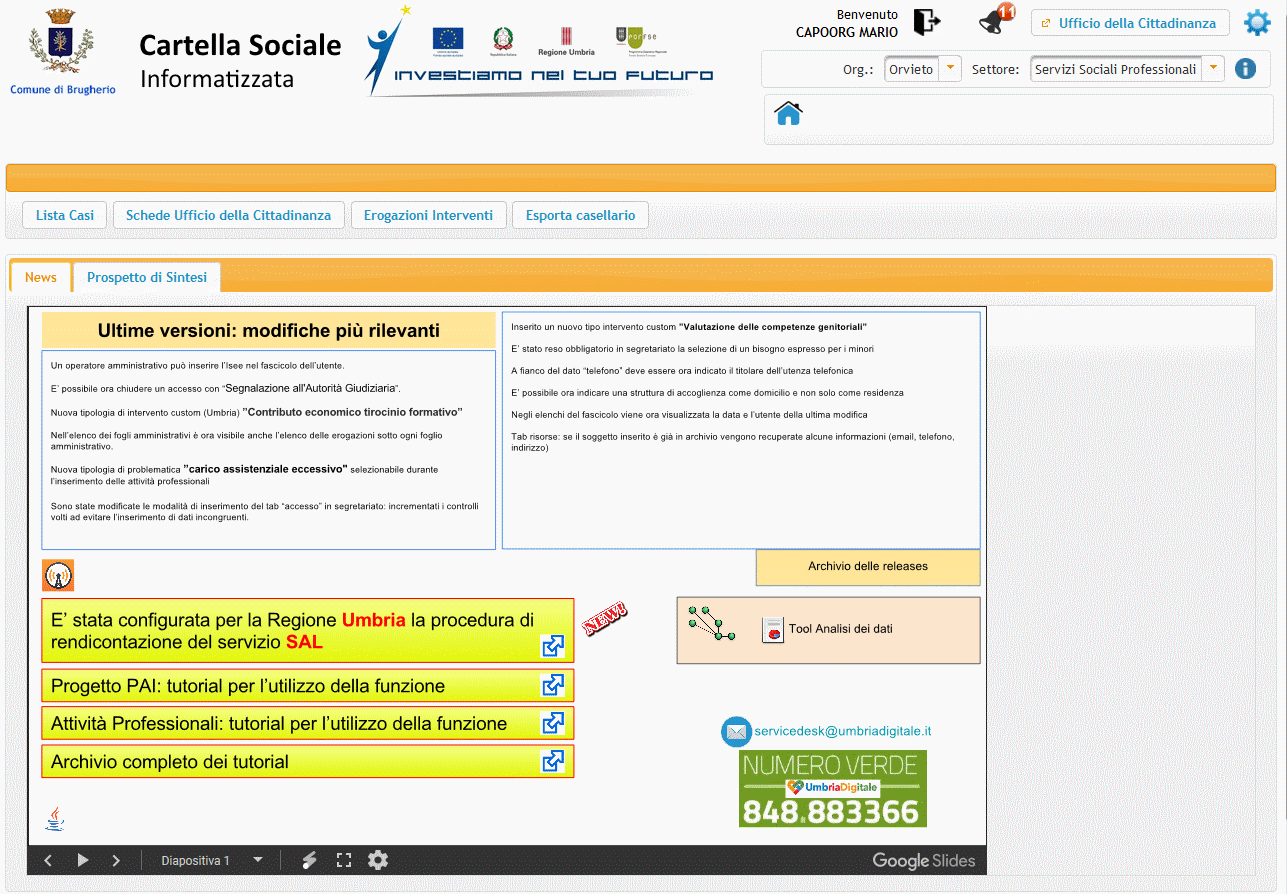 Comune di Brugherio
Cartella Sociale
Informatizzata
Regione Umbria
investiamo nel tuo futuro
Benvenuto
CAPOORG MARIO
11
Ufficio della Cittadinanza
Org.: Orvieto Settore: Servizi Sociali Professionali
Lista Casi
Schede Ufficio della Cittadinanza
Erogazioni Interventi
Esporta casellario
News
Prospetto di Sintesi
Ultime versioni: modifiche più rilevanti
Un operatore amministrativo può inserire l'Isee nel fascicolo dell'utente.
E' possibile ora chiudere un accesso con "Segnalazione all'Autorità Giudiziaria".
Nuova tipologia di intervento custom (Umbria) "Contributo economico tirocinio formativo"
Nell'elenco dei fogli amministrativi è ora visibile anche l'elenco delle erogazioni sotto ogni foglio
amministrativo.
Nuova tipologia di problematica "carico assistenziale eccessivo" selezionabile durante
l'inserimento delle attività professionali
Sono state modificate le modalità di inserimento del tab "accesso" in segretariato: incrementati i controlli
volti ad evitare l'inserimento di dati incongruenti.
Inserito un nuovo tipo intervento custom "Valutazione delle competenze genitoriali"
E' stato reso obbligatorio in segretariato la selezione di un bisogno espresso per i minori
A fianco del dato "telefono" deve essere ora indicato il titolare dell'utenza telefonica
E' possibile ora indicare una struttura di accoglienza come domicilio e non solo come residenza
Negli elenchi del fascicolo viene ora visualizzata la data e l'utente della ultima modifica
Tab risorse: se il soggetto inserito è già in archivio vengono recuperate alcune informazioni (email, telefono,
indirizzo)
Archivio delle releases
E' stata configurata per la Regione Umbria la procedura di
rendicontazione del servizio SAL
NEW!
Tool Analisi dei dati
Progetto PAI: tutorial per l'utilizzo della funzione
Attività Professionali: tutorial per l'utilizzo della funzione
Archivio completo dei tutorial
servicedesk@umbriadigitale.it
NUMERO VERDE
UmbriaDigitale
848.883366
Diapositiva 1
Google Slides